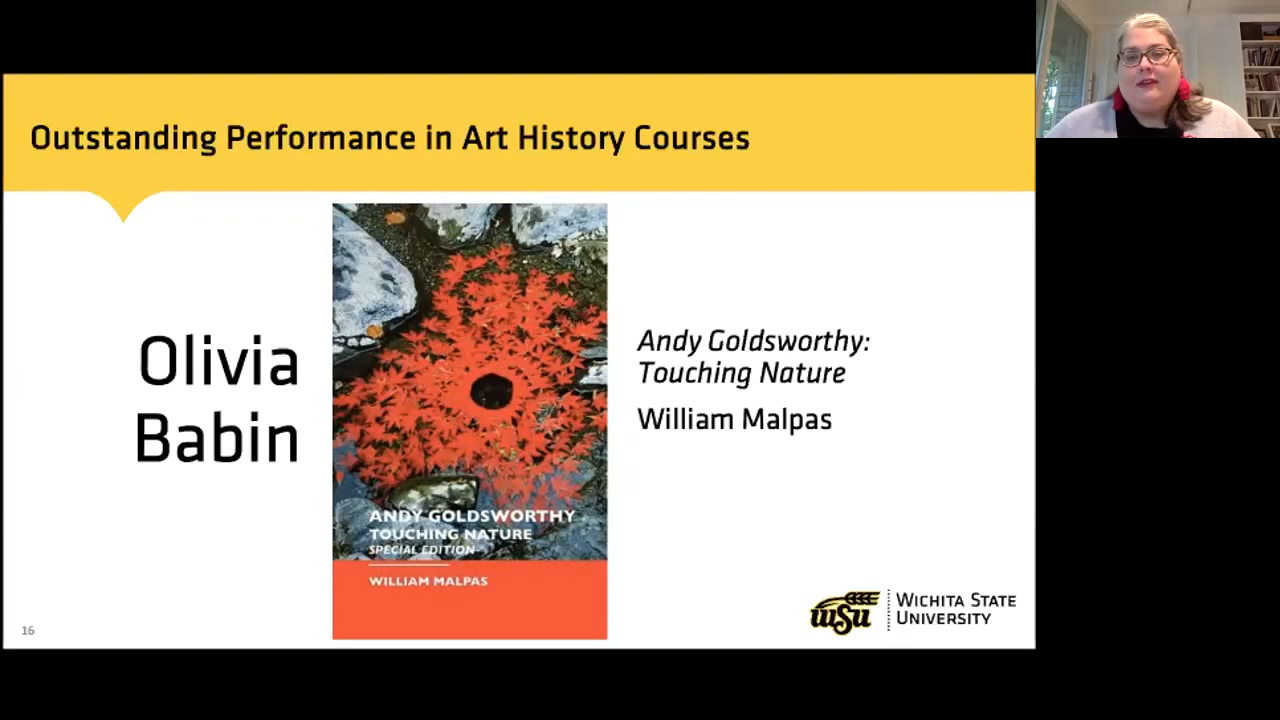 Outstanding Performance in Art History Courses
Olivia
Babin
ANDY GOLDSWORTHY
TOUCHING NATURE
SPECIAL EDITION
WILLIAM MALPAS
Andy Goldsworthy:
Touching Nature
William Malpas
16
WSU
WICHITA STATE
UNIVERSITY